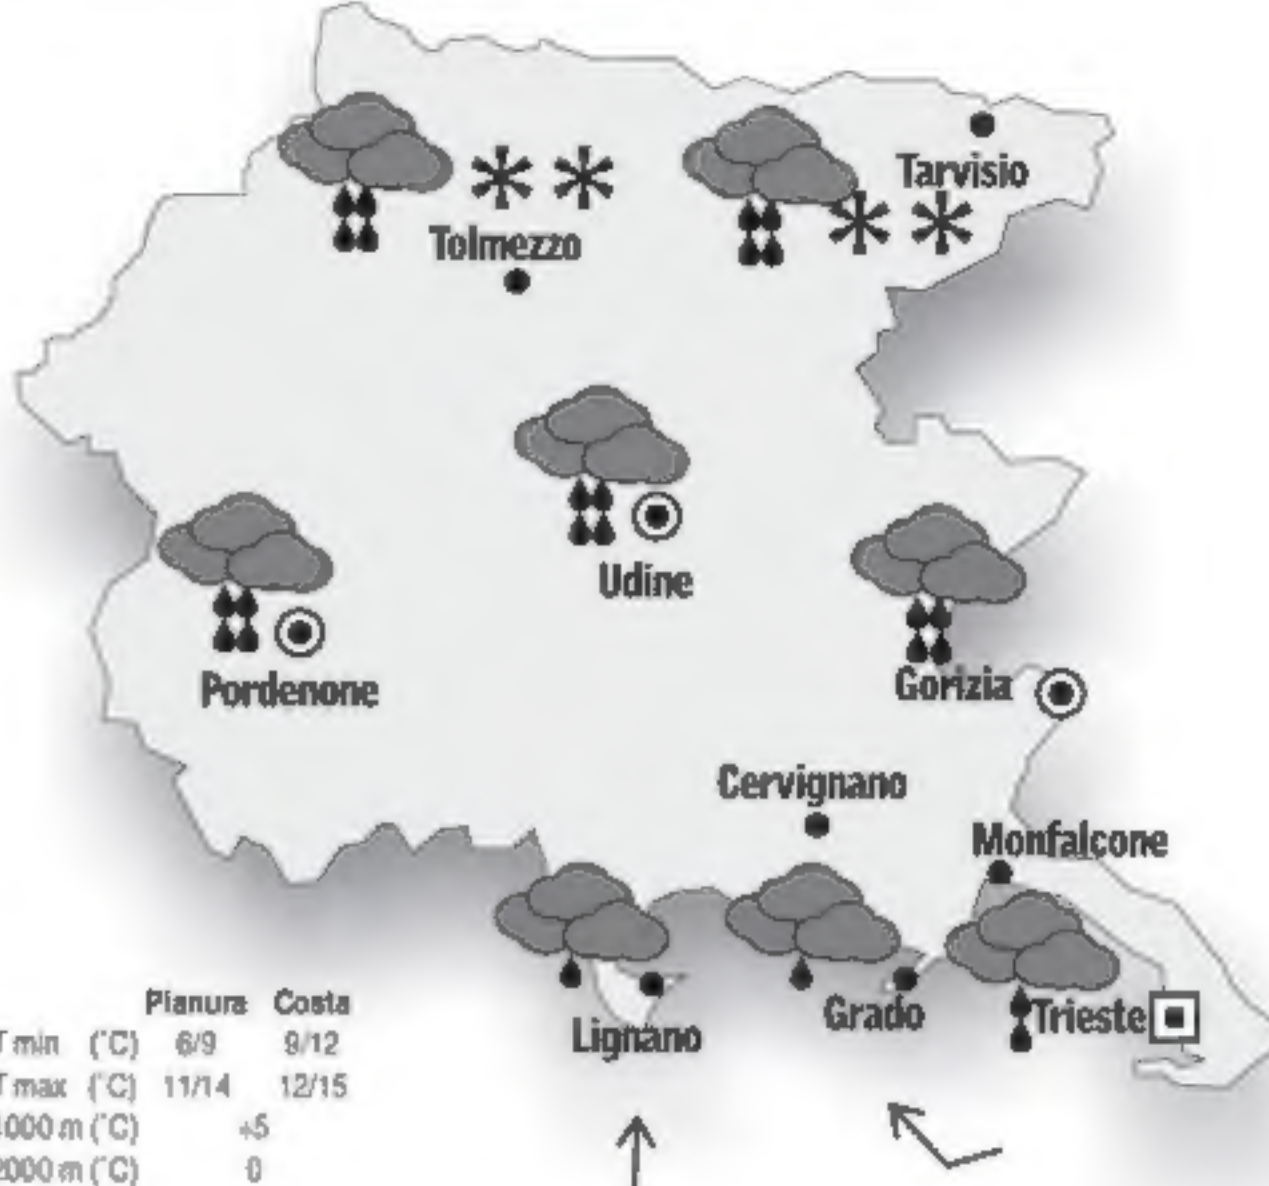 Tarvisio
Tolmezzo
Udine
Pordenone
Gorizia
Cervignano
Monfalcone
Grado
Trieste
Lignano
Pianura Costa
T min (°C) 6/9 9/12
T max (°C) 11/14 12/15
1000 m (°C) +5
2000 m (°C) 0